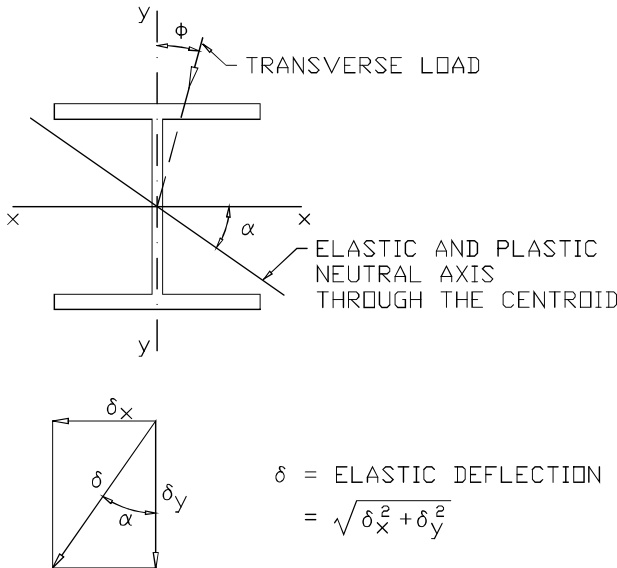 y
ϕ
TRANSVERSE LOAD
x
x
α
ELASTIC AND PLASTIC
NEUTRAL AXIS
THROUGH THE CENTROID
y
δx
δ
δy
α
δ = ELASTIC DEFLECTION
= √δx² + δy²